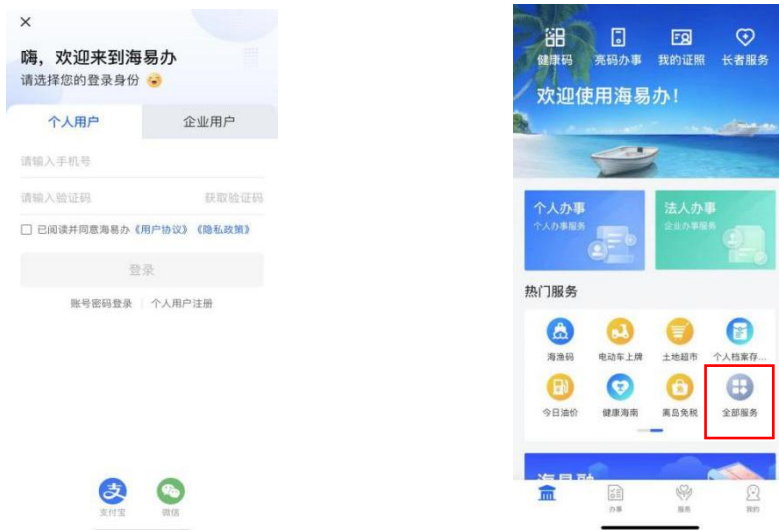 嗨，欢迎来到海易办
请选择您的登录身份
个人用户
企业用户
请输入手机号
请输入验证码
获取验证码
已阅读并同意海易办《用户协议》《隐私政策》
登录
账号密码登录
个人用户注册
支付宝
微信
健康码
亮码办事
我的证照
长者服务
欢迎使用海易办！
个人办事
个人办事服务
法人办事
企业办事服务
热门服务
海渔码
电动车上牌
土地超市
个人档案存...
今日油价
健康海南
离岛免税
全部服务
海易融
办事
服务
我的